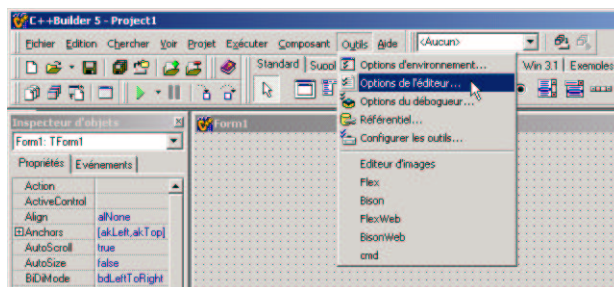 C++Builder 5 - Project1
Fichier Edition Chercher Voir Projet Exécuter Composant Outils Aide <Aucun>
Standard Suppl Win 3.1 Exemples
Options d'environnement...
Options de l'éditeur...
Options du débogueur...
Référentiel...
Configurer les outils...
Editeur d'images
Flex
Bison
FlexWeb
BisonWeb
cmd
Inspecteur d'objets
Form1: TForm1
Propriétés Evénements
Action
ActiveControl
Align alNone
Anchors [akLeft,akTop]
AutoScroll true
AutoSize false
BiDiMode bdLeftToRight
Form1